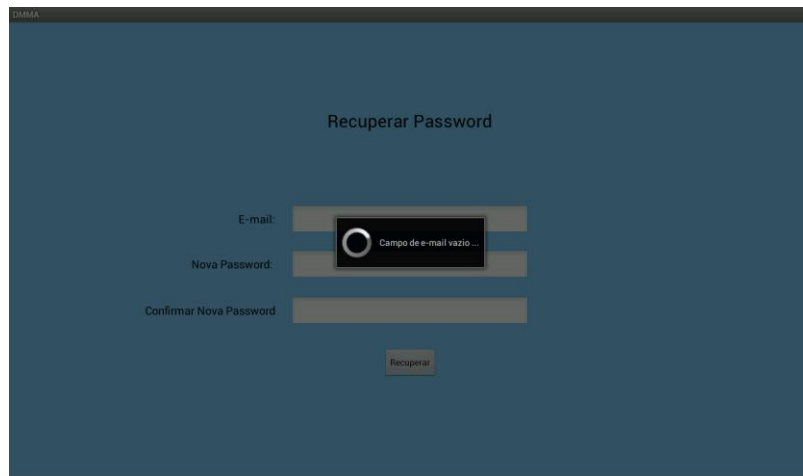 DMMA
Recuperar Password
E-mail:
Campo de e-mail vazio ...
Nova Password:
Confirmar Nova Password
Recuperar